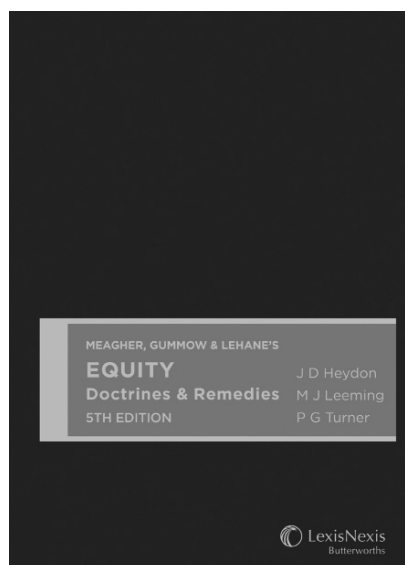 MEAGHER, GUMMOW & LEHANE'S
EQUITY
Doctrines & Remedies
5TH EDITION
J D Heydon
M J Leeming
P G Turner
LexisNexis
Butterworths